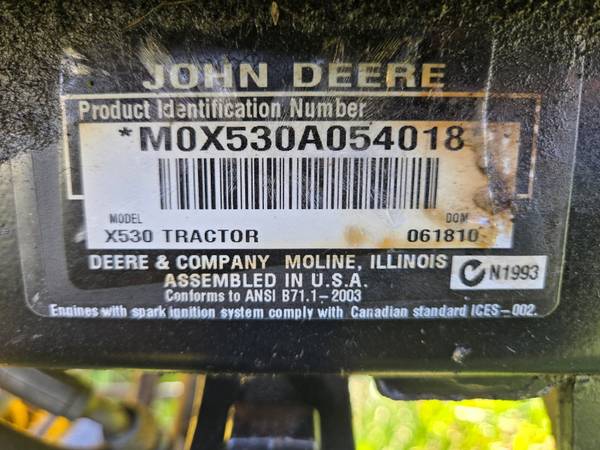 JOHN DEERE
Product Identification Number
*M0X530A054018*
MODEL DOM
X530 TRACTOR 061810
DEERE & COMPANY MOLINE, ILLINOIS
N1993
ASSEMBLED IN U.S.A.
Conforms to ANSI B71.1-2003
Engines with spark ignition system comply with Canadian standard ICES-002.